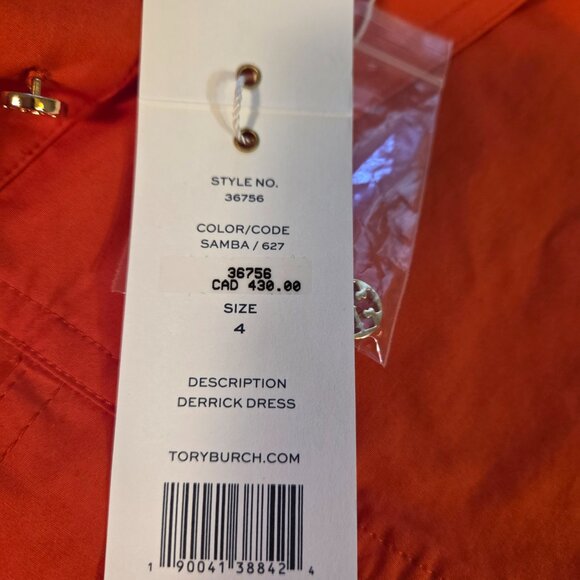 STYLE NO.
36756
COLOR/CODE
SAMBA / 627
36756
CAD 430.00
SIZE
4
DESCRIPTION
DERRICK DRESS
TORYBURCH.COM
1 90041 38842 4